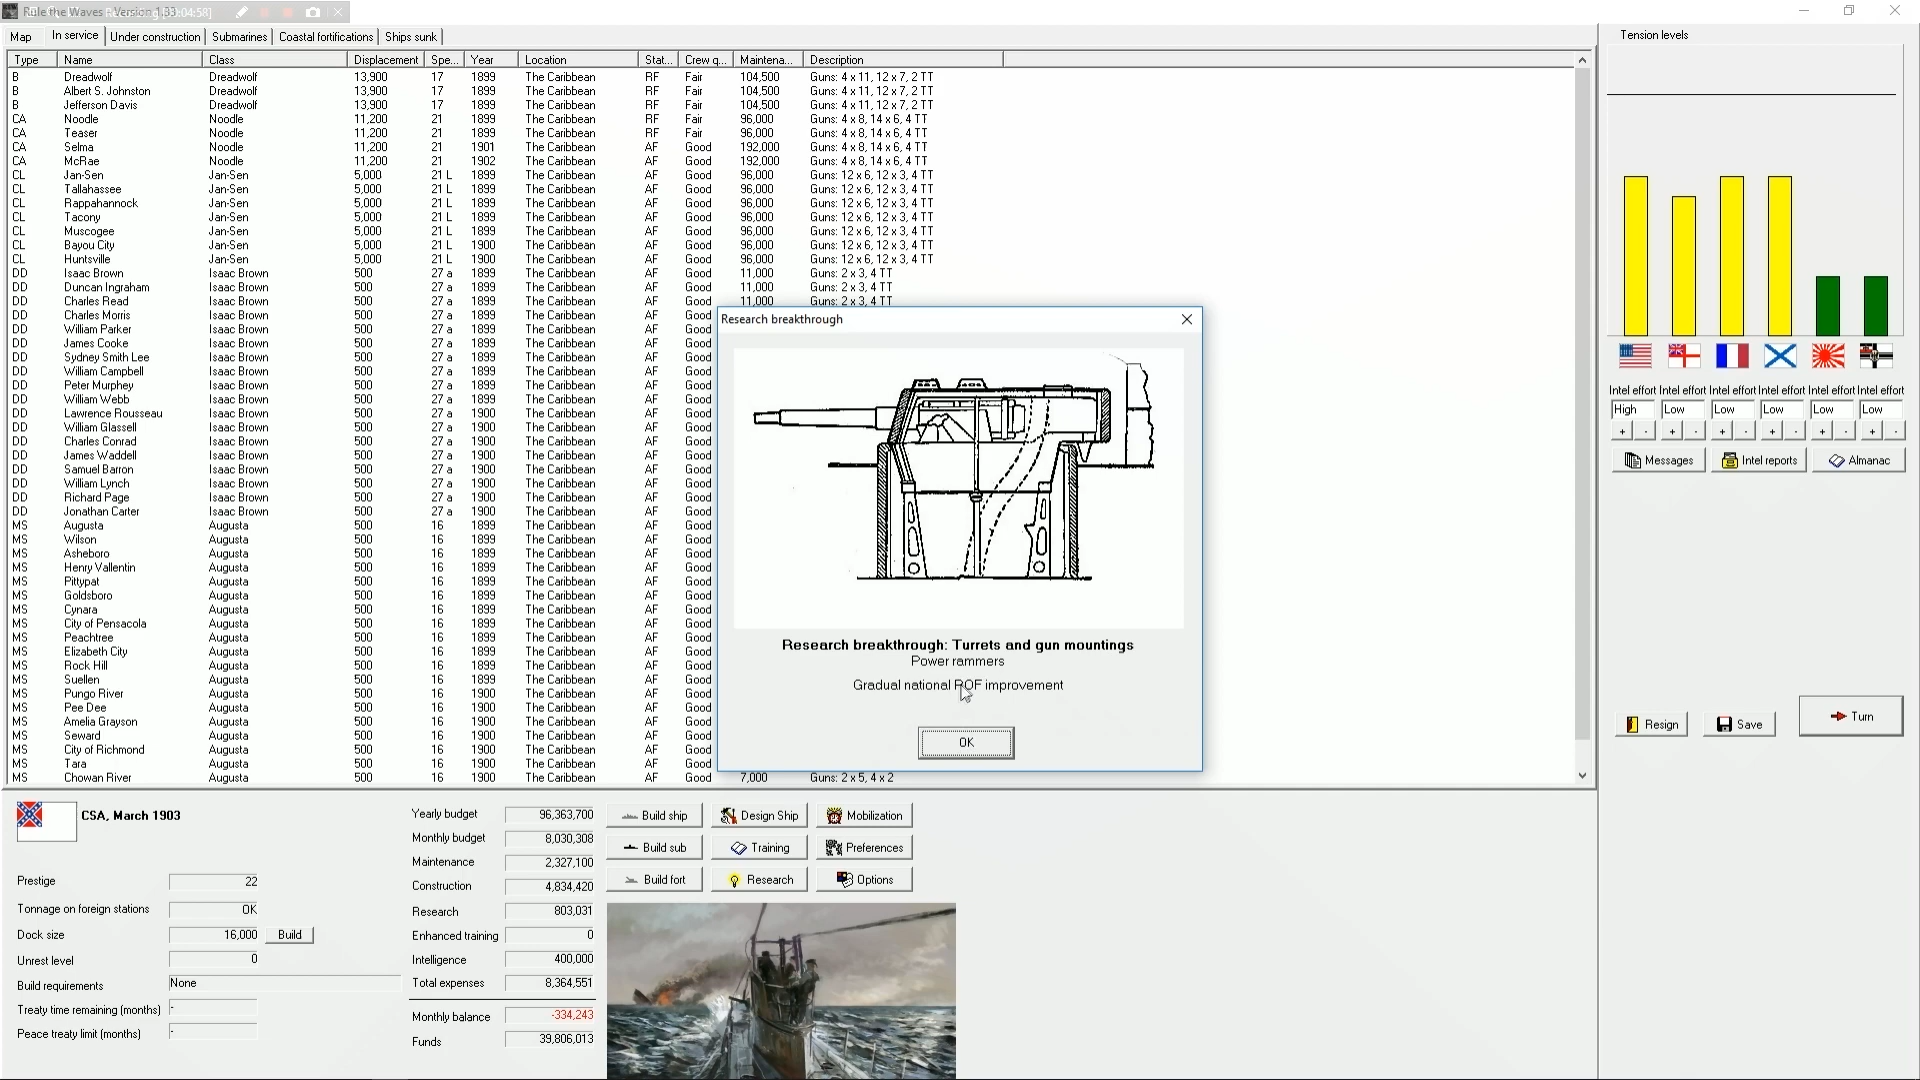 Rule the Waves - Version 1.33
Recording [00:04:58]
Map In service Under construction Submarines Coastal fortifications Ships sunk
Type Name Class Displacement Spe... Year Location Stat... Crew q... Maintena... Description
B Dreadwolf Dreadwolf 13,900 17 1899 The Caribbean RF Fair 104,500 Guns: 4 x 11, 12 x 7, 2 TT
B Albert S. Johnston Dreadwolf 13,900 17 1899 The Caribbean RF Fair 104,500 Guns: 4 x 11, 12 x 7, 2 TT
B Jefferson Davis Dreadwolf 13,900 17 1899 The Caribbean RF Fair 104,500 Guns: 4 x 11, 12 x 7, 2 TT
CA Noodle Noodle 11,200 21 1899 The Caribbean RF Fair 96,000 Guns: 4 x 8, 14 x 6, 4 TT
CA Teaser Noodle 11,200 21 1899 The Caribbean RF Fair 96,000 Guns: 4 x 8, 14 x 6, 4 TT
CA Selma Noodle 11,200 21 1901 The Caribbean AF Good 192,000 Guns: 4 x 8, 14 x 6, 4 TT
CA McRae Noodle 11,200 21 1902 The Caribbean AF Good 192,000 Guns: 4 x 8, 14 x 6, 4 TT
CL Jan-Sen Jan-Sen 5,000 21 L 1899 The Caribbean AF Good 96,000 Guns: 12 x 6, 12 x 3, 4 TT
CL Tallahassee Jan-Sen 5,000 21 L 1899 The Caribbean AF Good 96,000 Guns: 12 x 6, 12 x 3, 4 TT
CL Rappahannock Jan-Sen 5,000 21 L 1899 The Caribbean AF Good 96,000 Guns: 12 x 6, 12 x 3, 4 TT
CL Tacony Jan-Sen 5,000 21 L 1899 The Caribbean AF Good 96,000 Guns: 12 x 6, 12 x 3, 4 TT
CL Muscogee Jan-Sen 5,000 21 L 1899 The Caribbean AF Good 96,000 Guns: 12 x 6, 12 x 3, 4 TT
CL Bayou City Jan-Sen 5,000 21 L 1900 The Caribbean AF Good 96,000 Guns: 12 x 6, 12 x 3, 4 TT
CL Huntsville Jan-Sen 5,000 21 L 1900 The Caribbean AF Good 96,000 Guns: 12 x 6, 12 x 3, 4 TT
DD Isaac Brown Isaac Brown 500 27 a 1899 The Caribbean AF Good 11,000 Guns: 2 x 3, 4 TT
DD Duncan Ingraham Isaac Brown 500 27 a 1899 The Caribbean AF Good 11,000 Guns: 2 x 3, 4 TT
DD Charles Read Isaac Brown 500 27 a 1899 The Caribbean AF Good 11,000 Guns: 2 x 3, 4 TT
DD Charles Morris Isaac Brown 500 27 a 1899 The Caribbean AF Good
DD William Parker Isaac Brown 500 27 a 1899 The Caribbean AF Good
DD James Cooke Isaac Brown 500 27 a 1899 The Caribbean AF Good
DD Sydney Smith Lee Isaac Brown 500 27 a 1899 The Caribbean AF Good
DD William Campbell Isaac Brown 500 27 a 1899 The Caribbean AF Good
DD Peter Murphey Isaac Brown 500 27 a 1899 The Caribbean AF Good
DD William Webb Isaac Brown 500 27 a 1899 The Caribbean AF Good
DD Lawrence Rousseau Isaac Brown 500 27 a 1900 The Caribbean AF Good
DD William Glassell Isaac Brown 500 27 a 1900 The Caribbean AF Good
DD Charles Conrad Isaac Brown 500 27 a 1900 The Caribbean AF Good
DD James Waddell Isaac Brown 500 27 a 1900 The Caribbean AF Good
DD Samuel Barron Isaac Brown 500 27 a 1900 The Caribbean AF Good
DD William Lynch Isaac Brown 500 27 a 1900 The Caribbean AF Good
DD Richard Page Isaac Brown 500 27 a 1900 The Caribbean AF Good
DD Jonathan Carter Isaac Brown 500 27 a 1900 The Caribbean AF Good
MS Augusta Augusta 500 16 1899 The Caribbean AF Good
MS Wilson Augusta 500 16 1899 The Caribbean AF Good
MS Asheboro Augusta 500 16 1899 The Caribbean AF Good
MS Henry Vallentin Augusta 500 16 1899 The Caribbean AF Good
MS Pittypat Augusta 500 16 1899 The Caribbean AF Good
MS Goldsboro Augusta 500 16 1899 The Caribbean AF Good
MS Cynara Augusta 500 16 1899 The Caribbean AF Good
MS City of Pensacola Augusta 500 16 1899 The Caribbean AF Good
MS Peachtree Augusta 500 16 1899 The Caribbean AF Good
MS Elizabeth City Augusta 500 16 1899 The Caribbean AF Good
MS Rock Hill Augusta 500 16 1899 The Caribbean AF Good
MS Suellen Augusta 500 16 1899 The Caribbean AF Good
MS Pungo River Augusta 500 16 1900 The Caribbean AF Good
MS Pee Dee Augusta 500 16 1900 The Caribbean AF Good
MS Amelia Grayson Augusta 500 16 1900 The Caribbean AF Good
MS Seward Augusta 500 16 1900 The Caribbean AF Good
MS City of Richmond Augusta 500 16 1900 The Caribbean AF Good
MS Tara Augusta 500 16 1900 The Caribbean AF Good
MS Chowan River Augusta 500 16 1900 The Caribbean AF Good 7,000 Guns: 2 x 5, 4 x 2
Research breakthrough
Research breakthrough: Turrets and gun mountings
Power rammers
Gradual national ROF improvement
OK
Tension levels
Intel effort Intel effort Intel effort Intel effort Intel effort Intel effort
High Low Low Low Low Low
+ - + - + - + - + - + -
Messages Intel reports Almanac
Resign Save Turn
CSA, March 1903
Prestige 22
Tonnage on foreign stations OK
Dock size 16,000 Build
Unrest level 0
Build requirements None
Treaty time remaining (months) -
Peace treaty limit (months) -
Yearly budget 96,363,700
Monthly budget 8,030,308
Maintenance 2,327,100
Construction 4,834,420
Research 803,031
Enhanced training 0
Intelligence 400,000
Total expenses 8,364,551
Monthly balance -334,243
Funds 39,806,013
Build ship Design Ship Mobilization
Build sub Training Preferences
Build fort Research Options